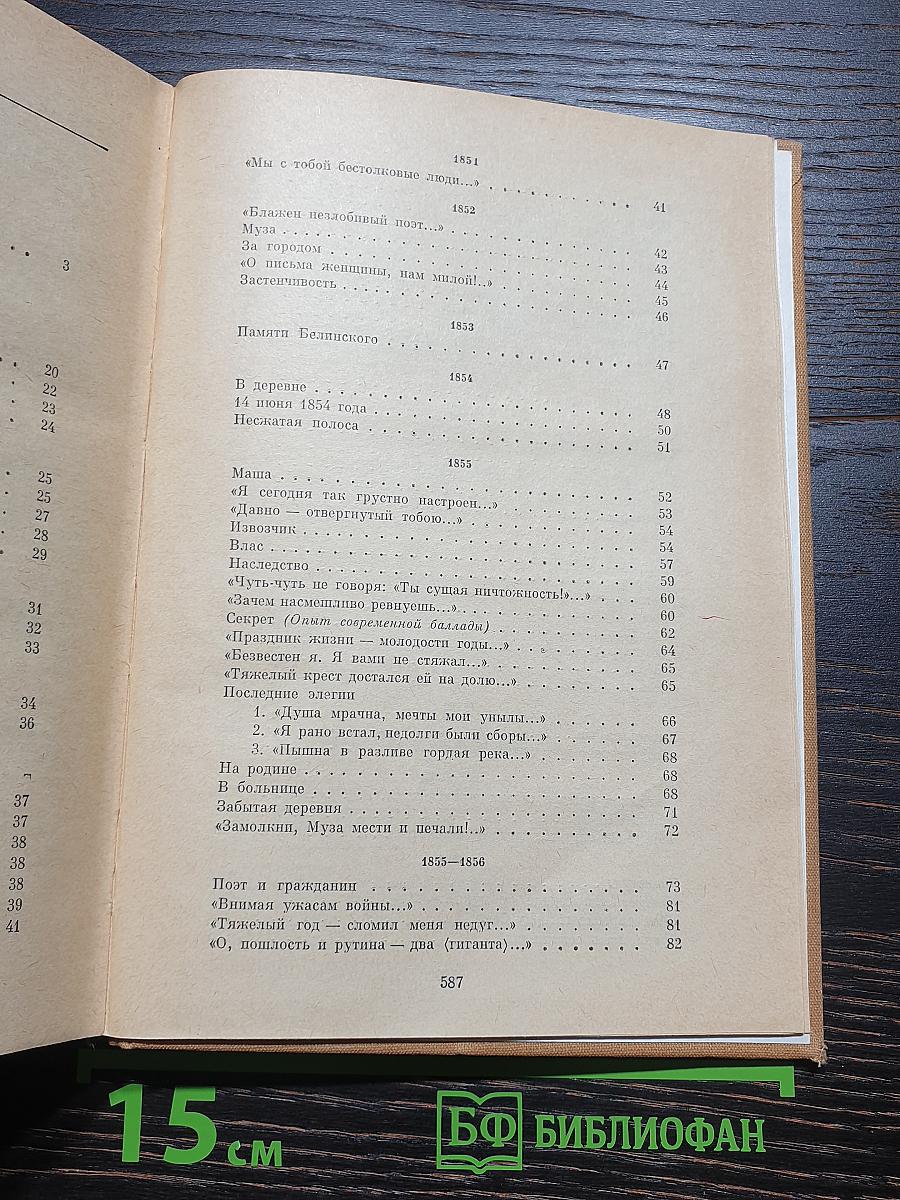 3
20
22
23
24
25
25
27
28
29
31
32
33
34
36
37
37
38
38
38
39
41
1851
«Мы с тобой бестолковые люди...» . . . . . . . . . . 41
1852
«Блажен незлобивый поэт...» . . . . . . . . . . 42
Муза . . . . . . . . . . 43
За городом . . . . . . . . . . 44
«О письма женщины, нам милой!..» . . . . . . . . . . 45
Застенчивость . . . . . . . . . . 46
1853
Памяти Белинского . . . . . . . . . . 47
1854
В деревне . . . . . . . . . . 48
14 июня 1854 года . . . . . . . . . . 50
Несжатая полоса . . . . . . . . . . 51
1855
Маша . . . . . . . . . . 52
«Я сегодня так грустно настроен...» . . . . . . . . . . 53
«Давно — отвергнутый тобою...» . . . . . . . . . . 54
Извозчик . . . . . . . . . . 54
Влас . . . . . . . . . . 57
Наследство . . . . . . . . . . 59
«Чуть-чуть не говоря: «Ты сущая ничтожность!»...» . . . 60
«Зачем насмешливо ревнуешь...» . . . . . . . . . . 60
Секрет (Опыт современной баллады) . . . . . . . . . . 62
«Праздник жизни — молодости годы...» . . . . . . . . 64
«Безвестен я. Я вами не стяжал...» . . . . . . . . . . 65
«Тяжелый крест достался ей на долю...» . . . . . . . 65
Последние элегии
1. «Душа мрачна, мечты мои унылы...» . . . . . . 66
2. «Я рано встал, недолги были сборы...» . . . . . . 67
3. «Пышна в разливе гордая река...» . . . . . . 68
На родине . . . . . . . . . . 68
В больнице . . . . . . . . . . 68
Забытая деревня . . . . . . . . . . 71
«Замолкни, Муза мести и печали!..» . . . . . . . . . . 72
1855—1856
Поэт и гражданин . . . . . . . . . . 73
«Внимая ужасам войны...» . . . . . . . . . . 81
«Тяжелый год — сломил меня недуг...» . . . . . . . 81
«О, пошлость и рутина — два ⟨гиганта⟩...» . . . . . . . 82
587
15 см
БФ БИБЛИОФАН